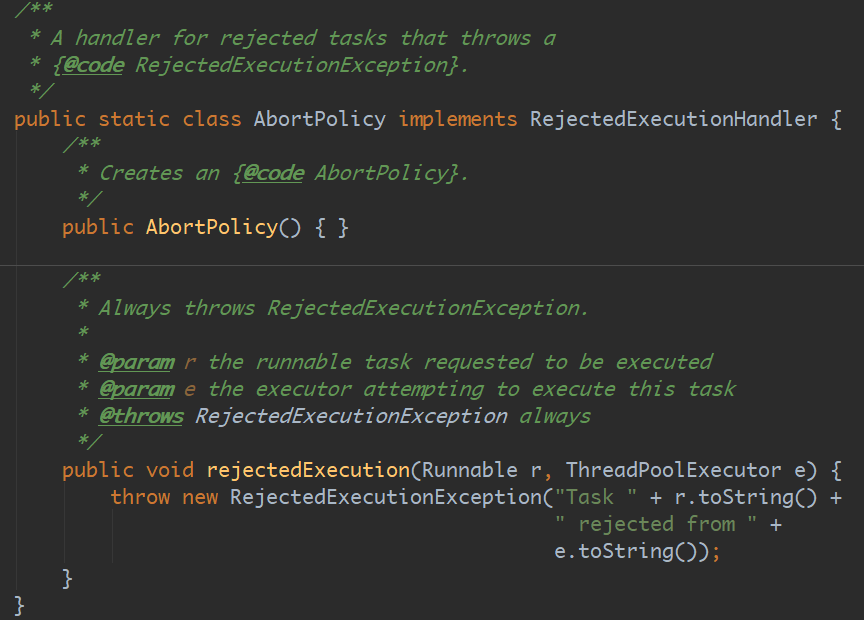 /**
 * A handler for rejected tasks that throws a
 * {@code RejectedExecutionException}.
 */
public static class AbortPolicy implements RejectedExecutionHandler {
    /**
     * Creates an {@code AbortPolicy}.
     */
    public AbortPolicy() { }

    /**
     * Always throws RejectedExecutionException.
     *
     * @param r the runnable task requested to be executed
     * @param e the executor attempting to execute this task
     * @throws RejectedExecutionException always
     */
    public void rejectedExecution(Runnable r, ThreadPoolExecutor e) {
        throw new RejectedExecutionException("Task " + r.toString() +
                                             " rejected from " +
                                             e.toString());
    }
}